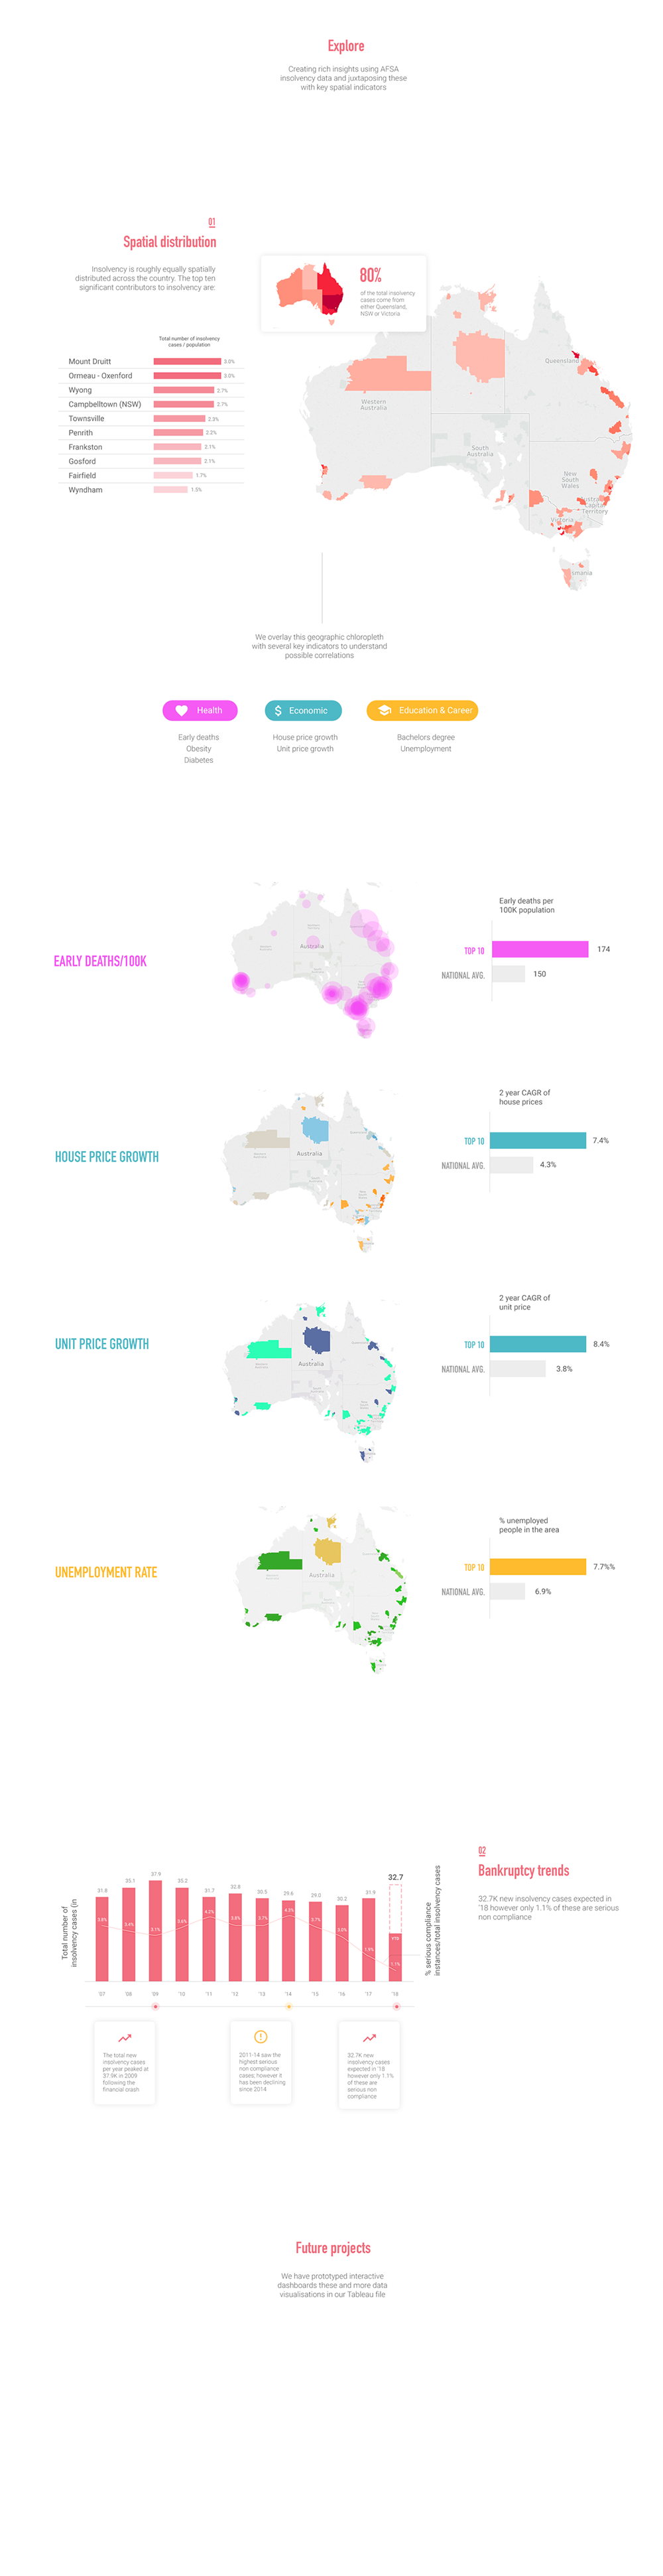 Explore
Creating rich insights using AFSA
insolvency data and juxtaposing these
with key spatial indicators
01
Spatial distribution
Insolvency is roughly equally spatially
distributed across the country. The top ten
significant contributors to insolvency are:
80%
of the total insolvency
cases come from
either Queensland,
NSW or Victoria
Total number of insolvency
cases / population
Mount Druitt 3.0%
Ormeau - Oxenford 3.0%
Wyong 2.7%
Campbelltown (NSW) 2.7%
Townsville 2.3%
Penrith 2.2%
Frankston 2.1%
Gosford 2.1%
Fairfield 1.7%
Wyndham 1.5%
Queensland
Western
Australia
South
Australia
New
South
Wales
Territory
Victoria
We overlay this geographic chloropleth
with several key indicators to understand
possible correlations
Health
Economic
Education & Career
Early deaths
Obesity
Diabetes
House price growth
Unit price growth
Bachelors degree
Unemployment
EARLY DEATHS/100K
Australia
Early deaths per
100K population
TOP 10 174
NATIONAL AVG. 150
HOUSE PRICE GROWTH
Australia
2 year CAGR of
house prices
TOP 10 7.4%
NATIONAL AVG. 4.3%
UNIT PRICE GROWTH
Australia
2 year CAGR of
unit price
TOP 10 8.4%
NATIONAL AVG. 3.8%
UNEMPLOYMENT RATE
Australia
% unemployed
people in the area
TOP 10 7.7%%
NATIONAL AVG. 6.9%
02
Bankruptcy trends
32.7K new insolvency cases expected in
'18 however only 1.1% of these are serious
non compliance
Total number of
insolvency cases (in
31.8 35.1 37.9 35.2 31.7 32.8 30.5 29.6 29.0 30.2 31.9 32.7
YTD
% serious compliance
instances/total insolvency cases
'07 '08 '09 '10 '11 '12 '13 '14 '15 '16 '17 '18
The total new
insolvency cases
per year peaked at
37.9K in 2009
following the
financial crash
2011-14 saw the
highest serious
non compliance
cases; however it
has been declining
since 2014
32.7K new
insolvency cases
expected in '18
however only 1.1%
of these are
serious non
compliance
Future projects
We have prototyped interactive
dashboards these and more data
visualisations in our Tableau file